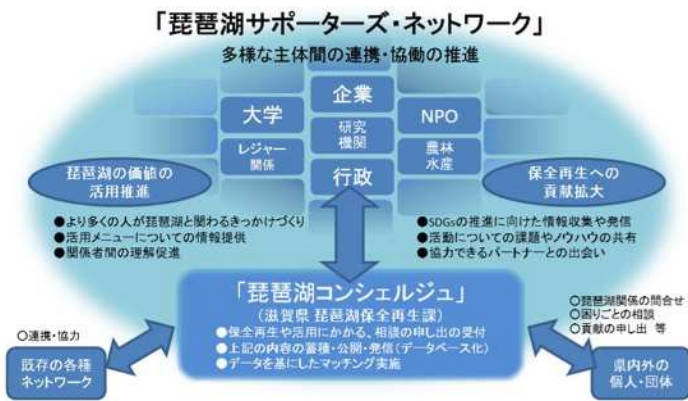 「琵琶湖サポーターズ・ネットワーク」
多様な主体間の連携・協働の推進
企業
大学
NPO
研究
機関
レジャー
関係
農林
水産
行政
琵琶湖の価値の
活用推進
保全再生への
貢献拡大
●より多くの人が琵琶湖と関わるきっかけづくり
●活用メニューについての情報提供
●関係者間の理解促進
●SDGsの推進に向けた情報収集や発信
●活動についての課題やノウハウの共有
●協力できるパートナーとの出会い
「琵琶湖コンシェルジュ」
(滋賀県 琵琶湖保全再生課)
●保全再生や活用にかかる、相談の申し出の受付
●上記の内容の蓄積・公開・発信(データベース化)
●データを基にしたマッチング実施
○連携・協力
既存の各種
ネットワーク
○琵琶湖関係の問合せ
○困りごとの相談
○貢献の申し出 等
県内外の
個人・団体